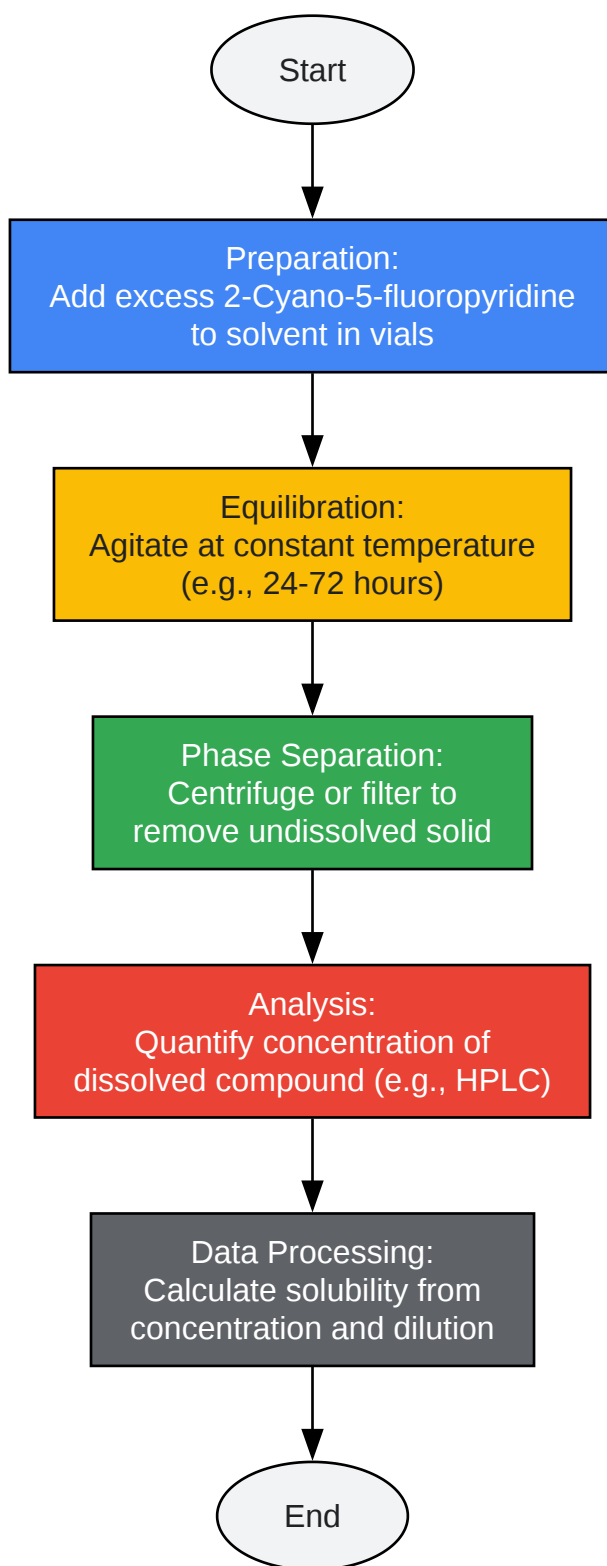 Start
Preparation:
Add excess 2-Cyano-5-fluoropyridine
to solvent in vials
Equilibration:
Agitate at constant temperature
(e.g., 24-72 hours)
Phase Separation:
Centrifuge or filter to
remove undissolved solid
Analysis:
Quantify concentration of
dissolved compound (e.g., HPLC)
Data Processing:
Calculate solubility from
concentration and dilution
End